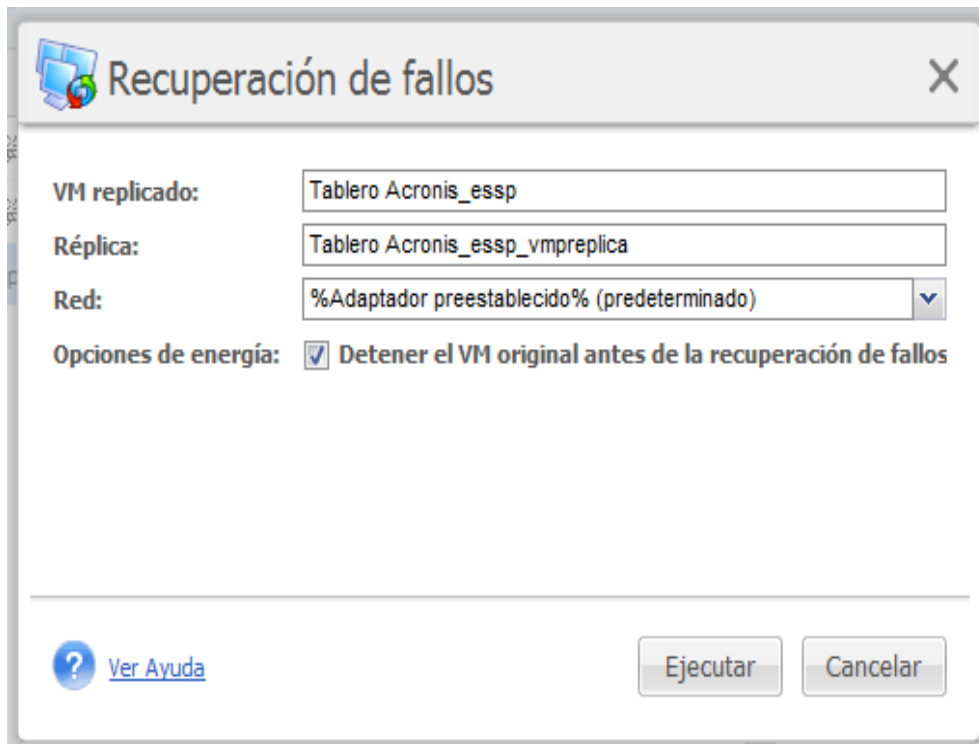 Recuperación de fallos
VM replicado: Tablero Acronis_essp
Réplica: Tablero Acronis_essp_vmpreplica
Red: %Adaptador preestablecido% (predeterminado)
Opciones de energía: Detener el VM original antes de la recuperación de fallos
Ver Ayuda
Ejecutar Cancelar